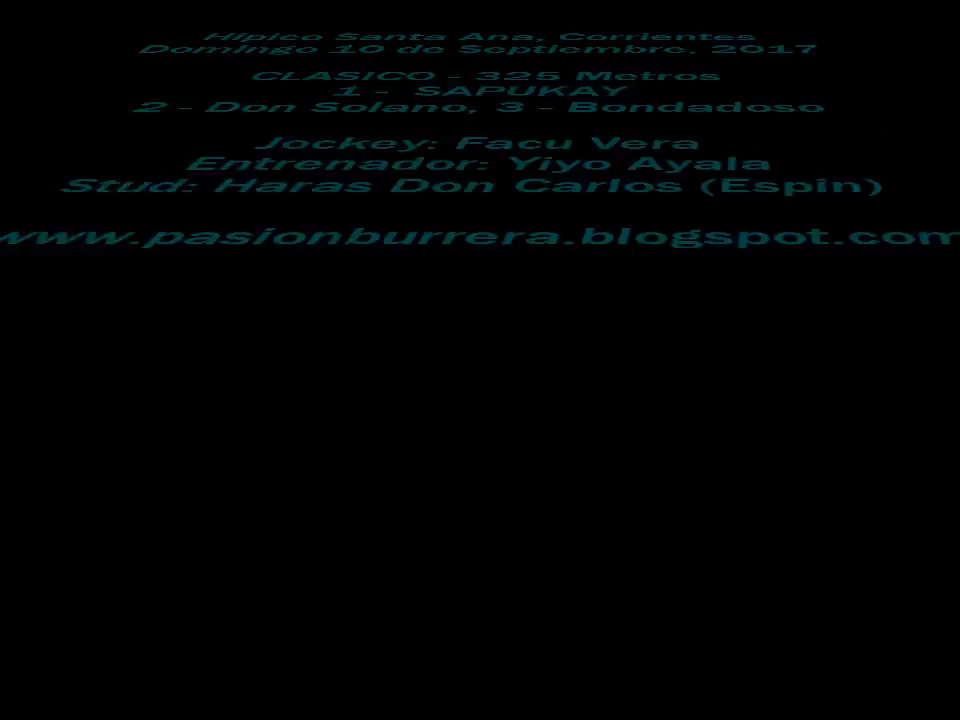 Hipico Santa Ana, Corrientes
Domingo 10 de Septiembre. 2017
CLASICO - 325 Metros
1 - SAPUKAY
2 - Don Solano, 3 - Bondadoso
Jockey: Facu Vera
Entrenador: Yiyo Ayala
Stud: Haras Don Carlos (Espin)
www.pasionburrera.blogspot.com